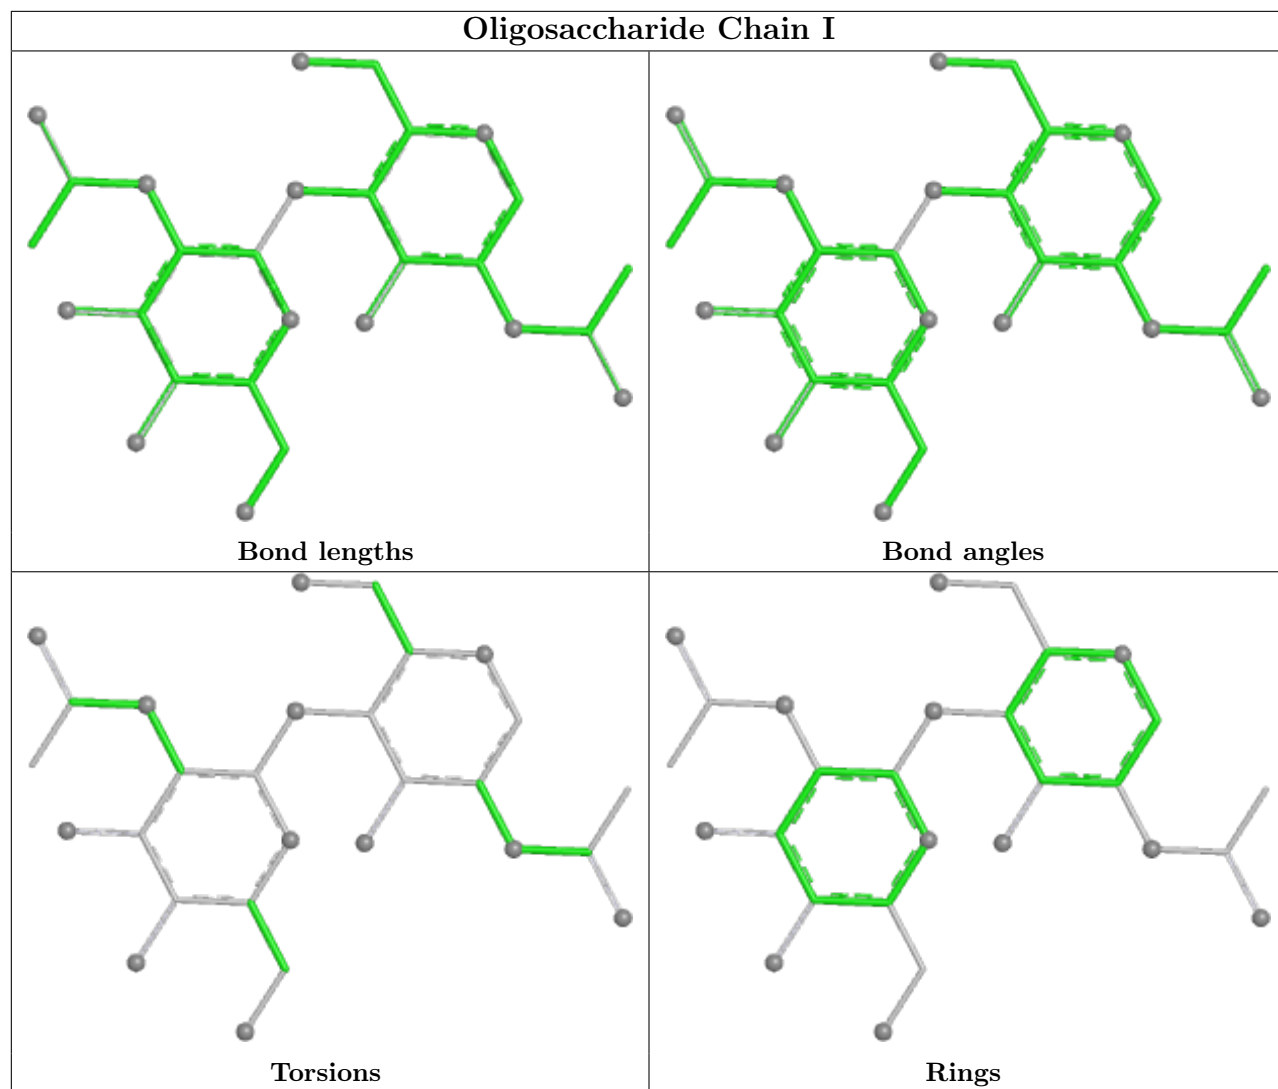 Oligosaccharide Chain I
Bond lengths
Bond angles
Torsions
Rings